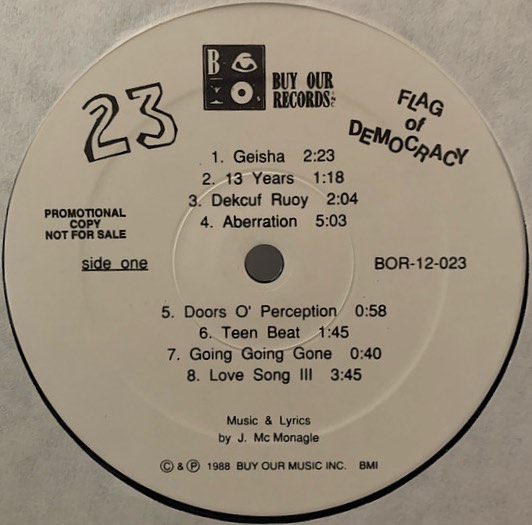 B
BUY OUR
RECORDS
23
FLAG
of
DEMOCRACY
1. Geisha 2:23
2. 13 Years 1:18
3. Dekcuf Ruoy 2:04
4. Aberration 5:03
PROMOTIONAL
COPY
NOT FOR SALE
side one
BOR-12-023
5. Doors O' Perception 0:58
6. Teen Beat 1:45
7. Going Going Gone 0:40
8. Love Song III 3:45
Music & Lyrics
by J. Mc Monagle
© & ℗ 1988 BUY OUR MUSIC INC. BMI